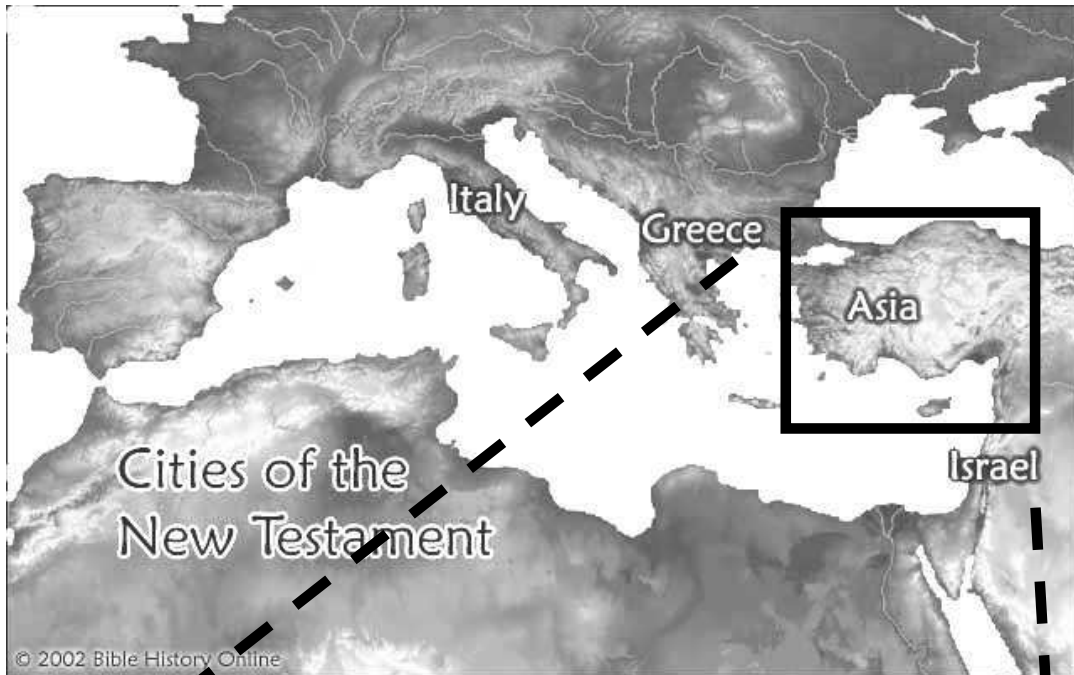 Italy
Greece
Asia
Israel
Cities of the
New Testament
© 2002 Bible History Online